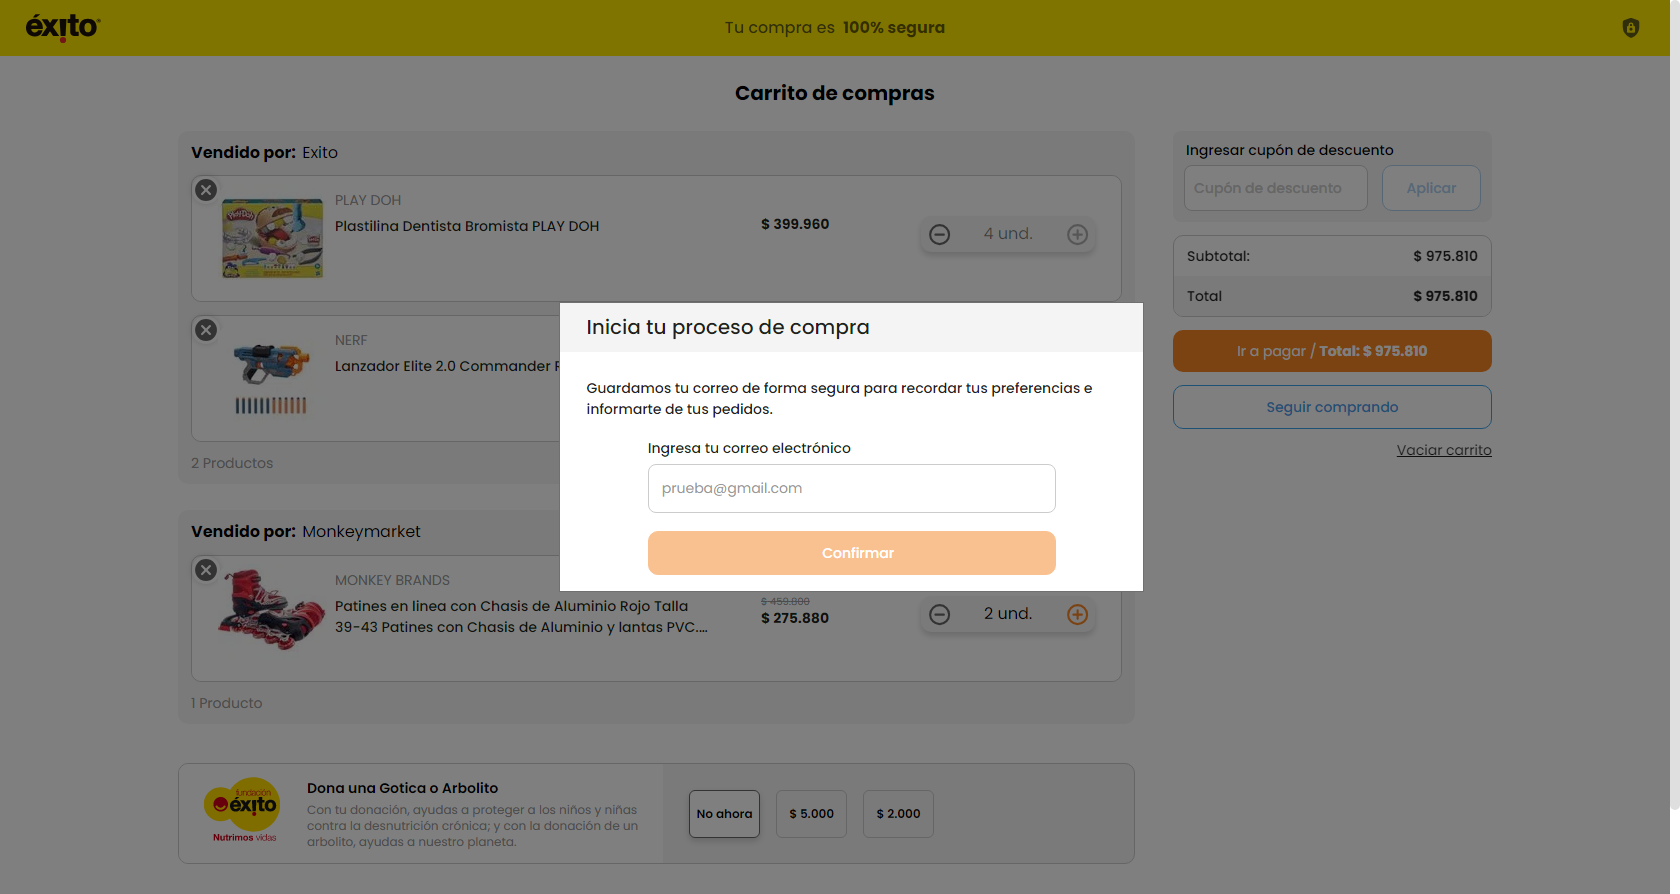 éxito
Tu compra es 100% segura
Carrito de compras
Vendido por: Exito
PLAY DOH
Plastilina Dentista Bromista PLAY DOH
$ 399.960
4 und.
NERF
Lanzador Elite 2.0 Commander
2 Productos
Vendido por: Monkeymarket
MONKEY BRANDS
Patines en linea con Chasis de Aluminio Rojo Talla
39-43 Patines con Chasis de Aluminio y lantas PVC....
$ 459.800
$ 275.880
2 und.
1 Producto
fundación
éxito
Nutrimos vidas
Dona una Gotica o Arbolito
Con tu donación, ayudas a proteger a los niños y niñas
contra la desnutrición crónica; y con la donación de un
arbolito, ayudas a nuestro planeta.
No ahora
$ 5.000
$ 2.000
Inicia tu proceso de compra
Guardamos tu correo de forma segura para recordar tus preferencias e
informarte de tus pedidos.
Ingresa tu correo electrónico
prueba@gmail.com
Confirmar
Ingresar cupón de descuento
Cupón de descuento
Aplicar
Subtotal:
$ 975.810
Total
$ 975.810
Ir a pagar / Total: $ 975.810
Seguir comprando
Vaciar carrito